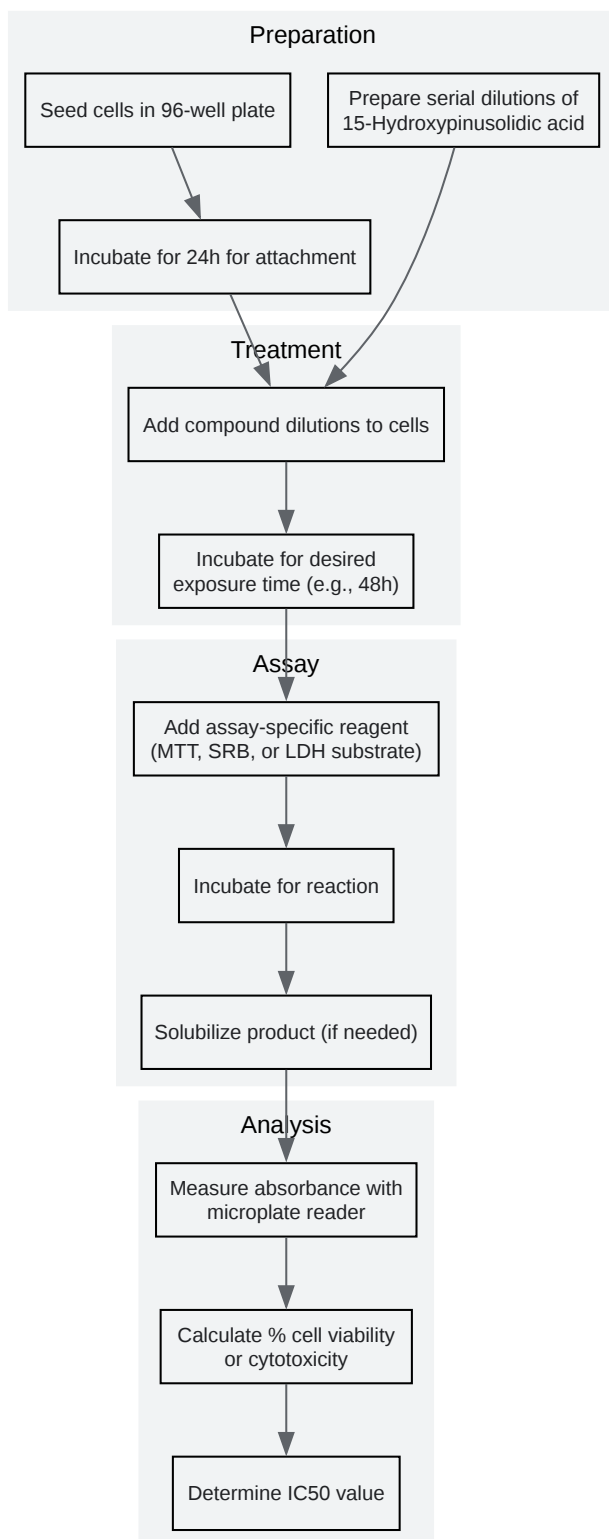 Preparation
Seed cells in 96-well plate
Prepare serial dilutions of
15-Hydroxypinusolidic acid
Incubate for 24h for attachment
Treatment
Add compound dilutions to cells
Incubate for desired
exposure time (e.g., 48h)
Assay
Add assay-specific reagent
(MTT, SRB, or LDH substrate)
Incubate for reaction
Solubilize product (if needed)
Analysis
Measure absorbance with
microplate reader
Calculate % cell viability
or cytotoxicity
Determine IC50 value